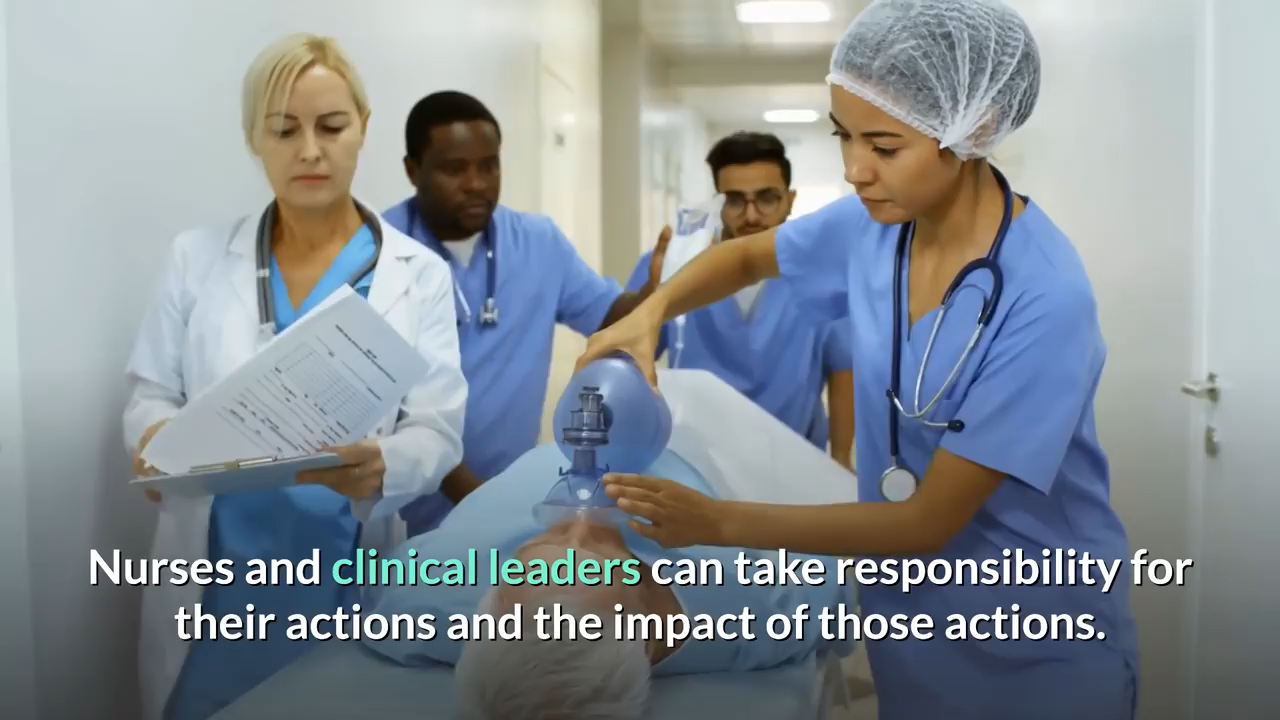 Nurses and clinical leaders can take responsibility for
their actions and the impact of those actions.